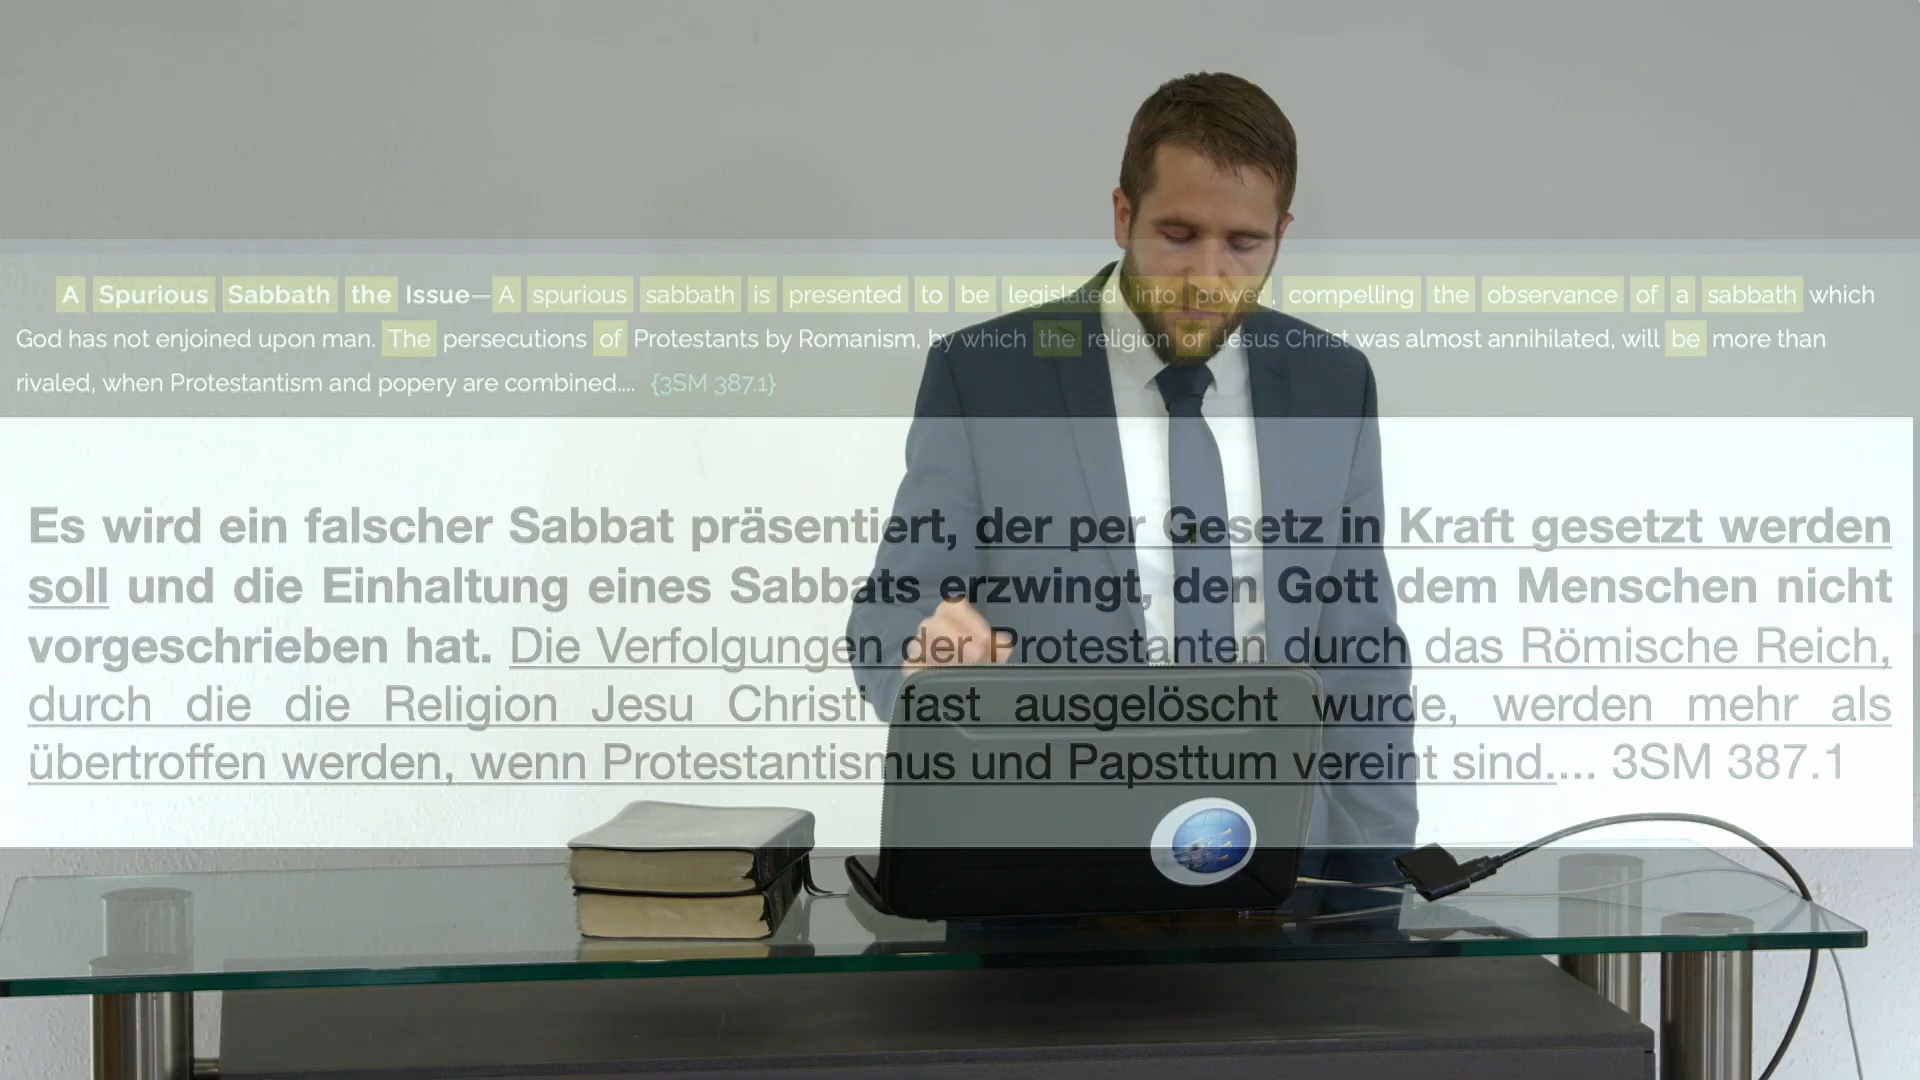 A Spurious Sabbath the Issue—A spurious sabbath is presented to be legislated into power, compelling the observance of a sabbath which
God has not enjoined upon man. The persecutions of Protestants by Romanism, by which the religion of Jesus Christ was almost annihilated, will be more than
rivaled, when Protestantism and popery are combined.... {3SM 387.1}
Es wird ein falscher Sabbat präsentiert, der per Gesetz in Kraft gesetzt werden
soll und die Einhaltung eines Sabbats erzwingt, den Gott dem Menschen nicht
vorgeschrieben hat. Die Verfolgungen der Protestanten durch das Römische Reich,
durch die die Religion Jesu Christi fast ausgelöscht wurde, werden mehr als
übertroffen werden, wenn Protestantismus und Papsttum vereint sind.... 3SM 387.1